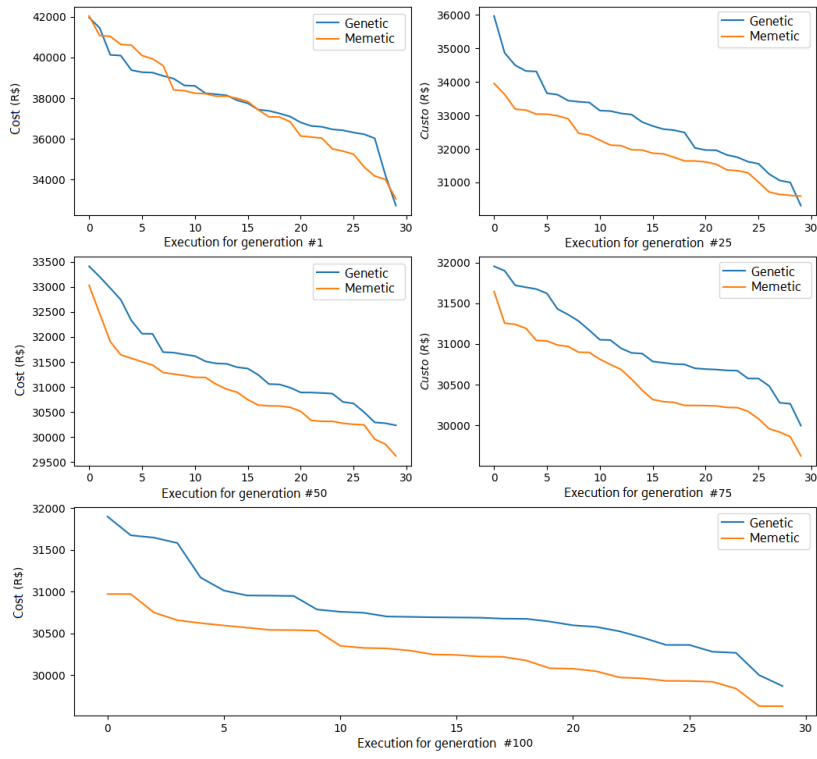 42000
40000
38000
36000
34000
Cost (R$)
Genetic
Memetic
0 5 10 15 20 25 30
Execution for generation #1
36000
35000
34000
33000
32000
31000
Custo (R$)
Genetic
Memetic
0 5 10 15 20 25 30
Execution for generation #25
33500
33000
32500
32000
31500
31000
30500
30000
29500
Cost (R$)
Genetic
Memetic
0 5 10 15 20 25 30
Execution for generation #50
32000
31500
31000
30500
30000
Custo (R$)
Genetic
Memetic
0 5 10 15 20 25 30
Execution for generation #75
32000
31500
31000
30500
30000
Cost (R$)
Genetic
Memetic
0 5 10 15 20 25 30
Execution for generation #100